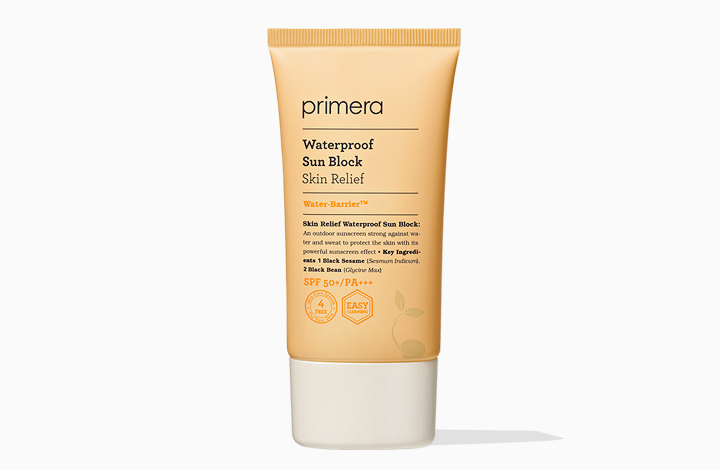 primera
Waterproof
Sun Block
Skin Relief
Water-Barrier™
Skin Relief Waterproof Sun Block:
An outdoor sunscreen strong against wa-
ter and sweat to protect the skin with its
powerful sunscreen effect • Key Ingredi-
ents 1 Black Sesame (Sesmum Indicum),
2 Black Bean (Glycine Max)
SPF 50+/PA+++
4
FREE
EASY
CLEANSING